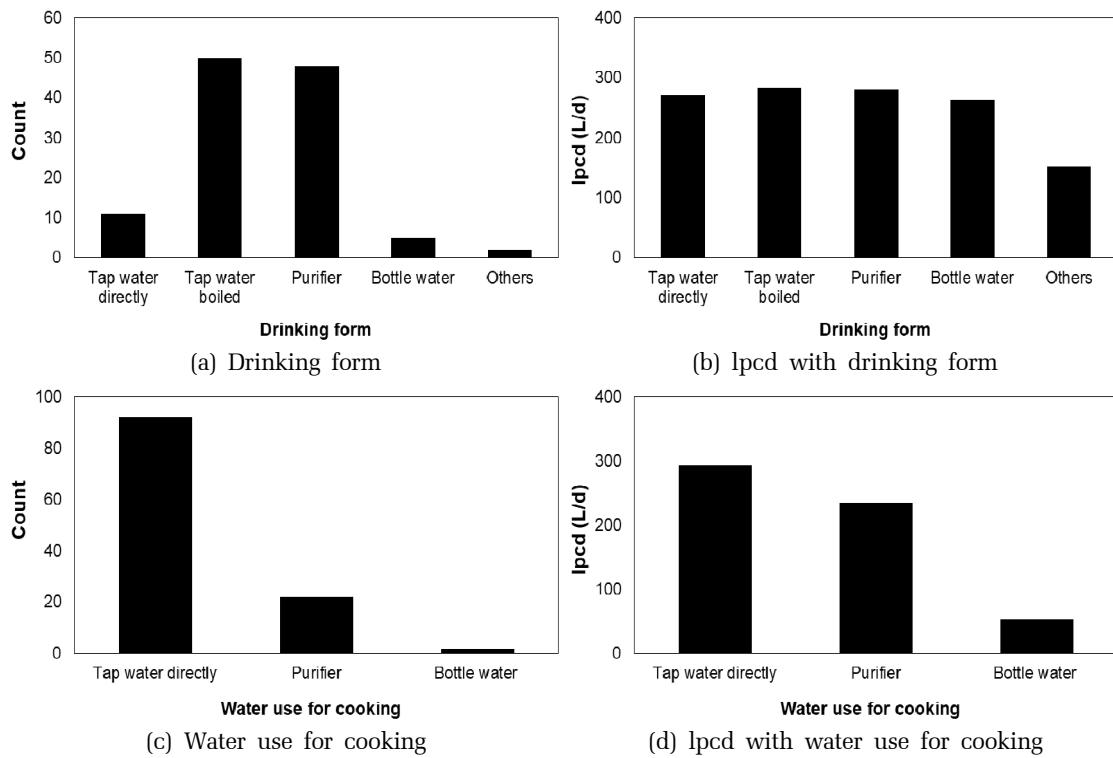 60
50
40
30
20
10
0
Count
Tap water directly
Tap water boiled
Purifier
Bottle water
Others
Drinking form
(a) Drinking form
400
300
200
100
0
lpcd (L/d)
Tap water directly
Tap water boiled
Purifier
Bottle water
Others
Drinking form
(b) lpcd with drinking form
100
80
60
40
20
0
Count
Tap water directly
Purifier
Bottle water
Water use for cooking
(c) Water use for cooking
400
300
200
100
0
lpcd (L/d)
Tap water directly
Purifier
Bottle water
Water use for cooking
(d) lpcd with water use for cooking